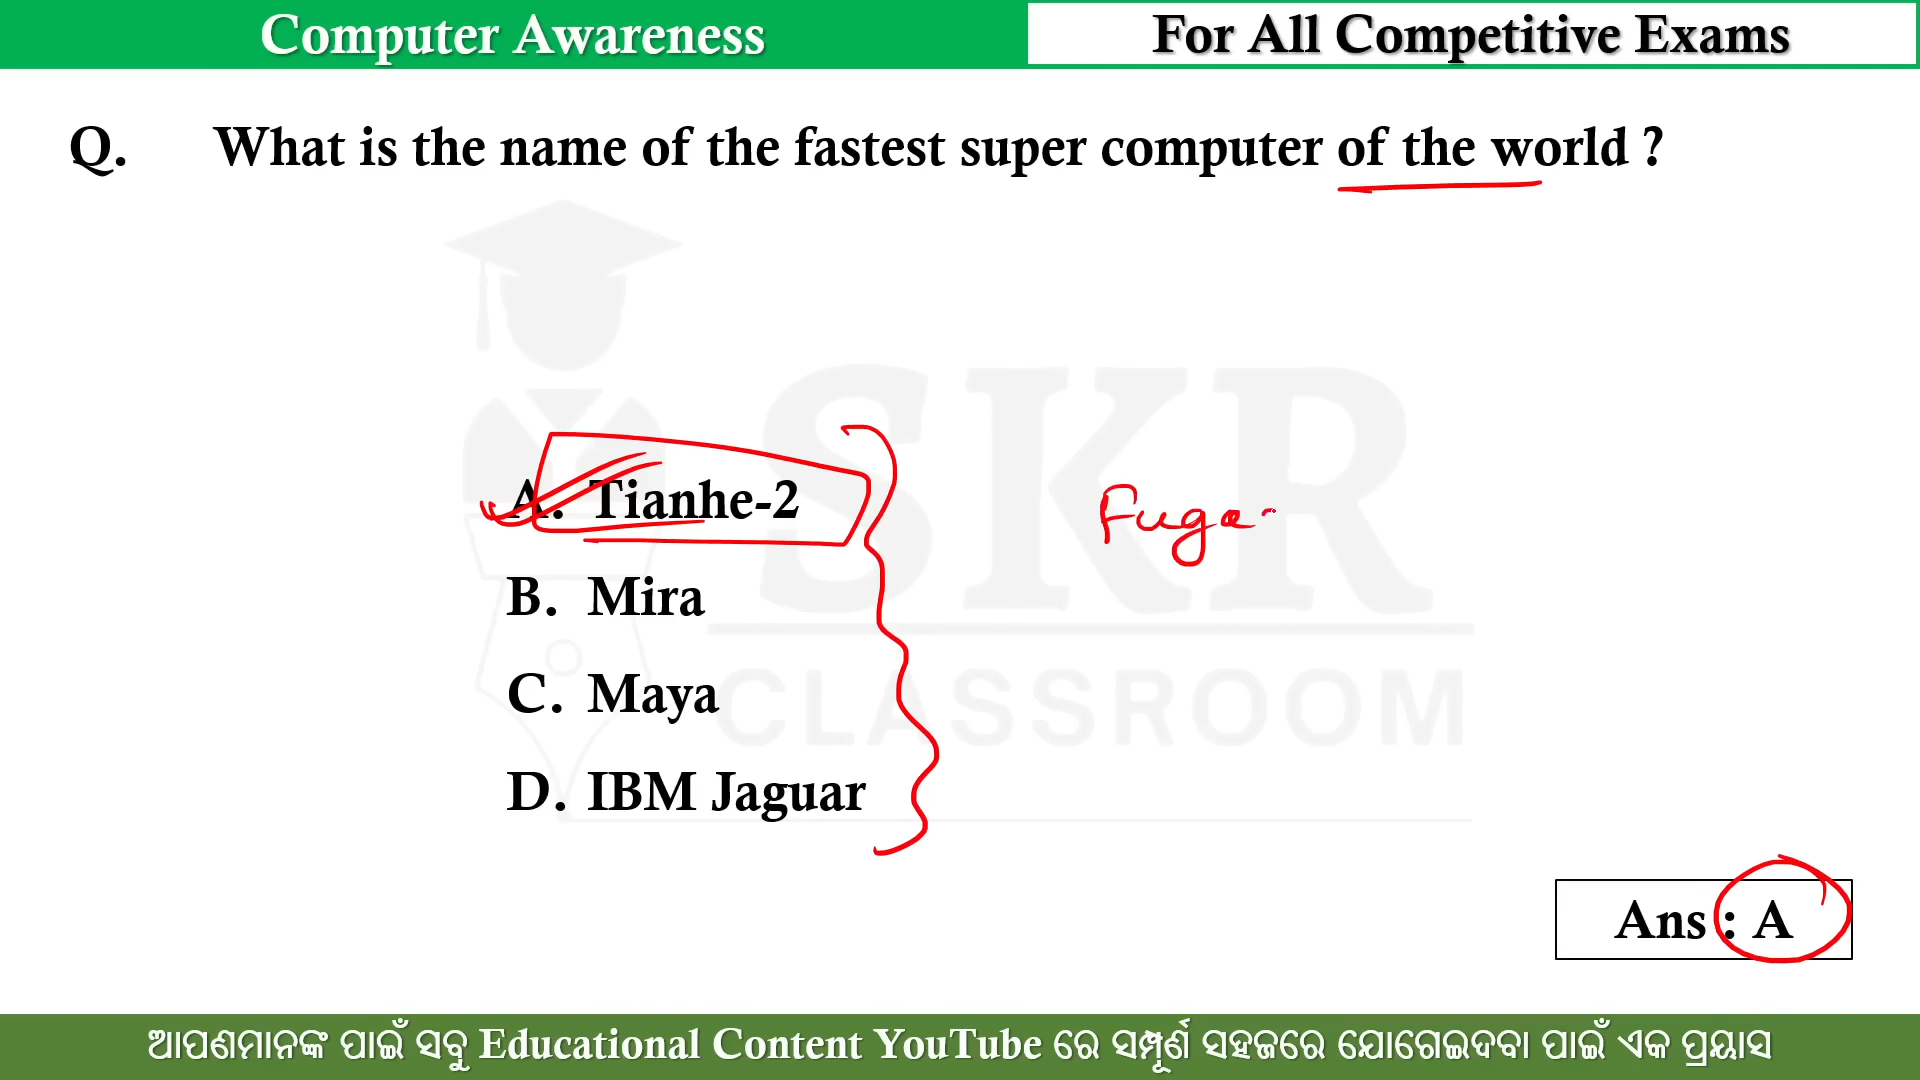 Computer Awareness
For All Competitive Exams
Q. What is the name of the fastest super computer of the world ?
A. Tianhe-2
Fuga
B. Mira
C. Maya
D. IBM Jaguar
SKR
CLASSROOM
Ans : A
ଆପଣମାନଙ୍କ ପାଇଁ ସବୁ Educational Content YouTube ରେ ସମ୍ପୂର୍ଣ ସହଜରେ ଯୋଗେଇଦବା ପାଇଁ ଏକ ପ୍ରୟାସ